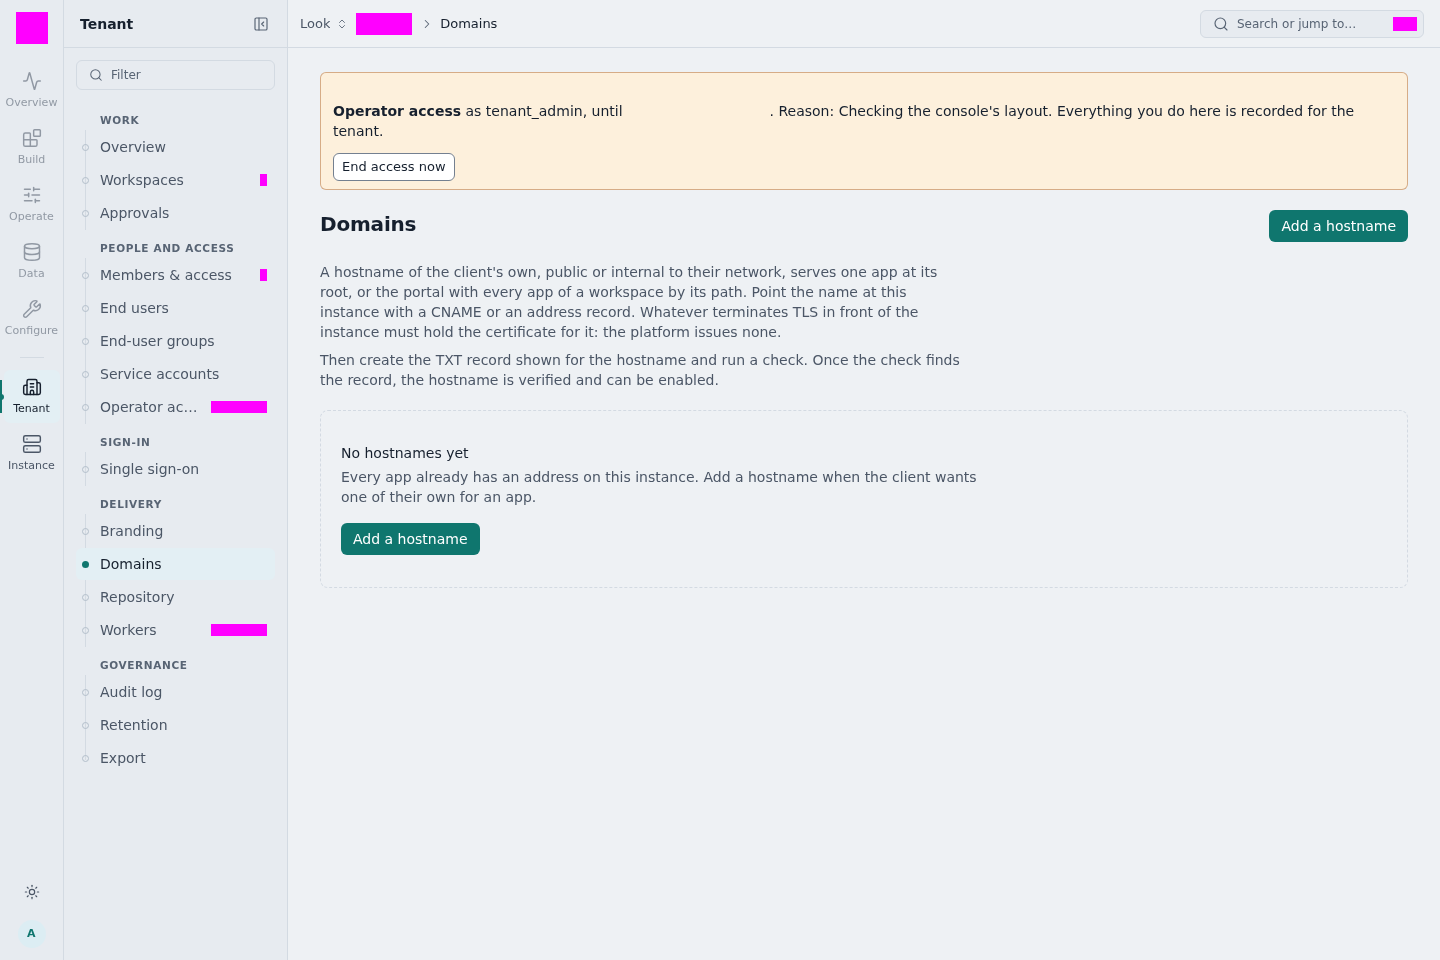 Tenant
Look
Domains
Search or jump to...
Overview
Build
Operate
Data
Configure
Tenant
Instance
A
Filter
WORK
Overview
Workspaces
Approvals
PEOPLE AND ACCESS
Members & access
End users
End-user groups
Service accounts
Operator ac...
SIGN-IN
Single sign-on
DELIVERY
Branding
Domains
Repository
Workers
GOVERNANCE
Audit log
Retention
Export
Operator access as tenant_admin, until . Reason: Checking the console's layout. Everything you do here is recorded for the
tenant.
End access now
Domains
Add a hostname
A hostname of the client's own, public or internal to their network, serves one app at its
root, or the portal with every app of a workspace by its path. Point the name at this
instance with a CNAME or an address record. Whatever terminates TLS in front of the
instance must hold the certificate for it: the platform issues none.
Then create the TXT record shown for the hostname and run a check. Once the check finds
the record, the hostname is verified and can be enabled.
No hostnames yet
Every app already has an address on this instance. Add a hostname when the client wants
one of their own for an app.
Add a hostname